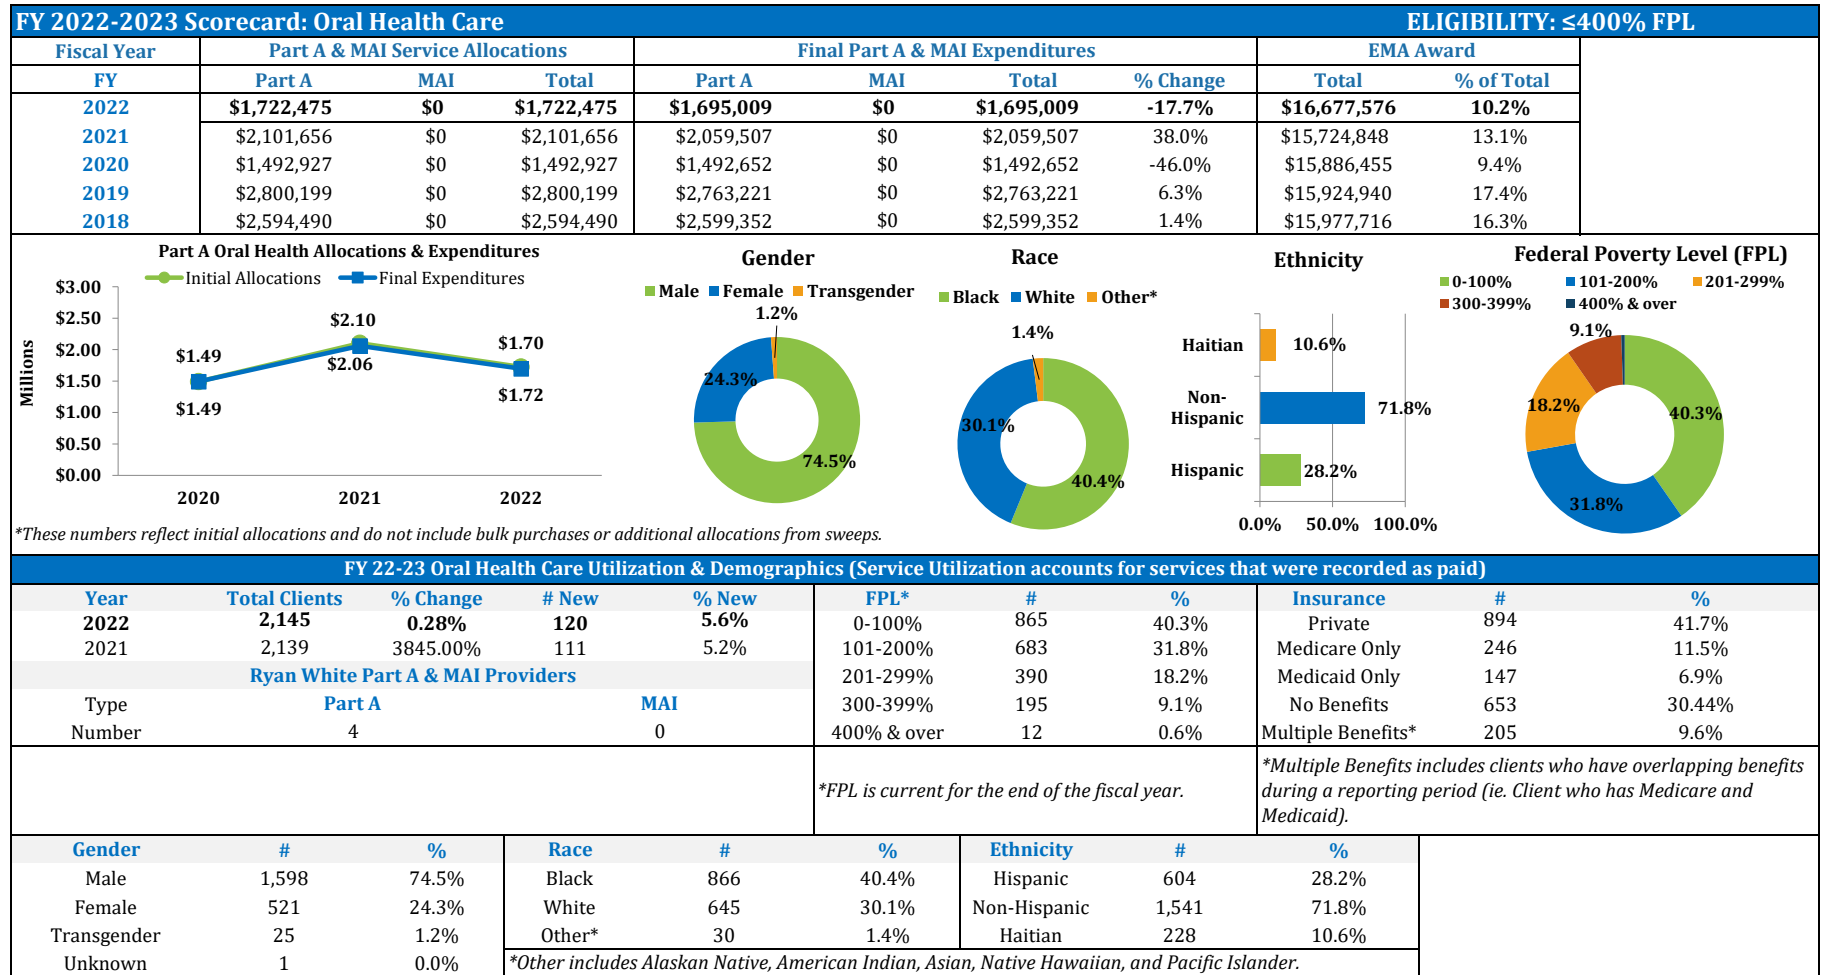 FY 2022-2023 Scorecard: Oral Health Care ELIGIBILITY: ≤400% FPL
Fiscal Year Part A & MAI Service Allocations Final Part A & MAI Expenditures EMA Award
FY Part A MAI Total Part A MAI Total % Change Total % of Total
2022 $1,722,475 $0 $1,722,475 $1,695,009 $0 $1,695,009 -17.7% $16,677,576 10.2%
2021 $2,101,656 $0 $2,101,656 $2,059,507 $0 $2,059,507 38.0% $15,724,848 13.1%
2020 $1,492,927 $0 $1,492,927 $1,492,652 $0 $1,492,652 -46.0% $15,886,455 9.4%
2019 $2,800,199 $0 $2,800,199 $2,763,221 $0 $2,763,221 6.3% $15,924,940 17.4%
2018 $2,594,490 $0 $2,594,490 $2,599,352 $0 $2,599,352 1.4% $15,977,716 16.3%
Part A Oral Health Allocations & Expenditures
Initial Allocations Final Expenditures
Millions
$3.00
$2.50
$2.00
$1.50
$1.00
$0.50
$0.00
$1.49 $2.10 $1.70
$1.49 $2.06 $1.72
2020 2021 2022
*These numbers reflect initial allocations and do not include bulk purchases or additional allocations from sweeps.
Gender
Male Female Transgender
1.2%
24.3%
74.5%
Race
Black White Other*
1.4%
30.1%
40.4%
Ethnicity
Haitian 10.6%
Non-
Hispanic 71.8%
Hispanic 28.2%
0.0% 50.0% 100.0%
Federal Poverty Level (FPL)
0-100% 101-200% 201-299%
300-399% 400% & over
9.1%
18.2% 40.3%
31.8%
FY 22-23 Oral Health Care Utilization & Demographics (Service Utilization accounts for services that were recorded as paid)
Year Total Clients % Change # New % New
2022 2,145 0.28% 120 5.6%
2021 2,139 3845.00% 111 5.2%
Ryan White Part A & MAI Providers
Type Part A MAI
Number 4 0
FPL* # %
0-100% 865 40.3%
101-200% 683 31.8%
201-299% 390 18.2%
300-399% 195 9.1%
400% & over 12 0.6%
*FPL is current for the end of the fiscal year.
Insurance # %
Private 894 41.7%
Medicare Only 246 11.5%
Medicaid Only 147 6.9%
No Benefits 653 30.44%
Multiple Benefits* 205 9.6%
*Multiple Benefits includes clients who have overlapping benefits
during a reporting period (ie. Client who has Medicare and
Medicaid).
Gender # %
Male 1,598 74.5%
Female 521 24.3%
Transgender 25 1.2%
Unknown 1 0.0%
Race # %
Black 866 40.4%
White 645 30.1%
Other* 30 1.4%
Ethnicity # %
Hispanic 604 28.2%
Non-Hispanic 1,541 71.8%
Haitian 228 10.6%
*Other includes Alaskan Native, American Indian, Asian, Native Hawaiian, and Pacific Islander.